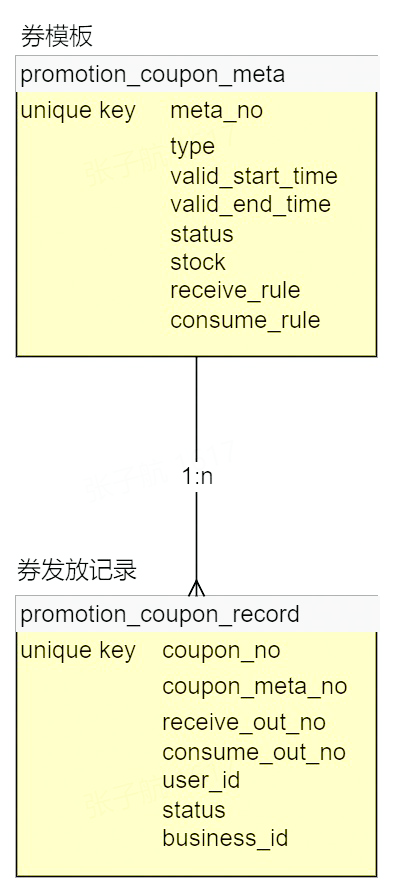 券模板
promotion_coupon_meta
unique key meta_no
type
valid_start_time
valid_end_time
status
stock
receive_rule
consume_rule
1:n
券发放记录
promotion_coupon_record
unique key coupon_no
coupon_meta_no
receive_out_no
consume_out_no
user_id
status
business_id